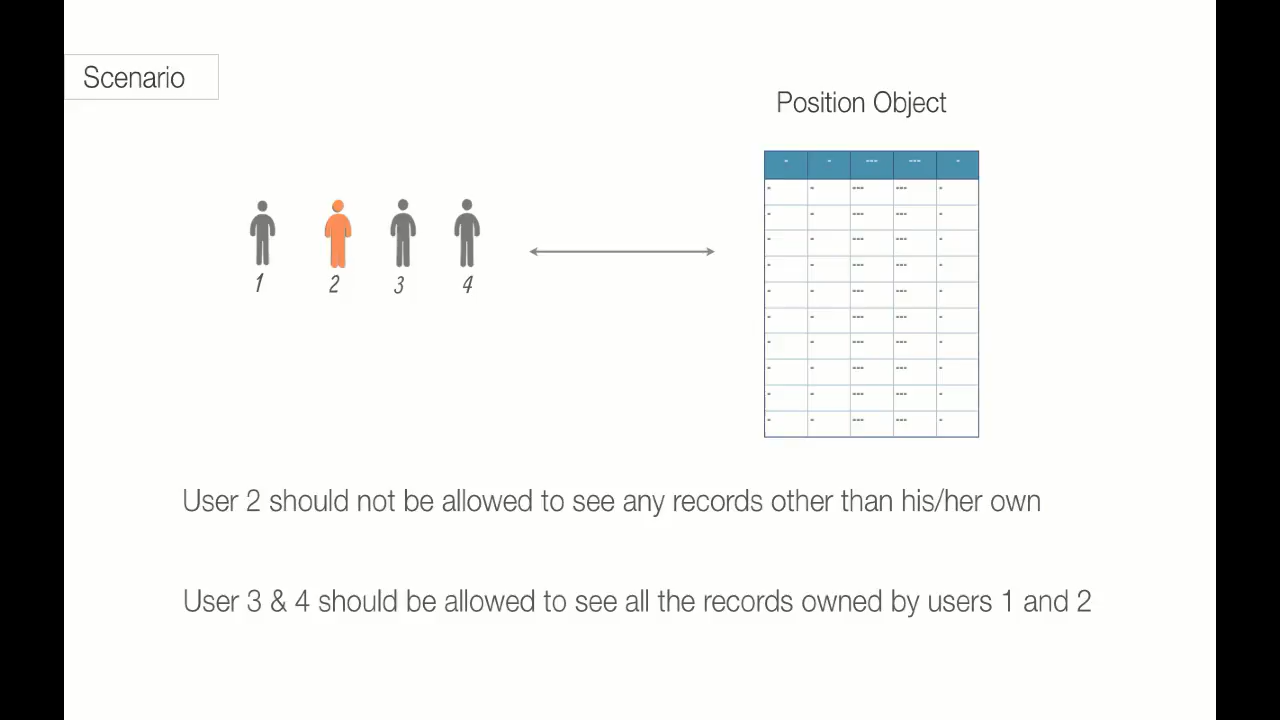 Scenario
Position Object
- - --- --- -
- - --- --- -
- - --- --- -
- - --- --- -
- - --- --- -
- - --- --- -
- - --- --- -
- - --- --- -
- - --- --- -
- - --- --- -
- - --- --- -
1 2 3 4
User 2 should not be allowed to see any records other than his/her own
User 3 & 4 should be allowed to see all the records owned by users 1 and 2